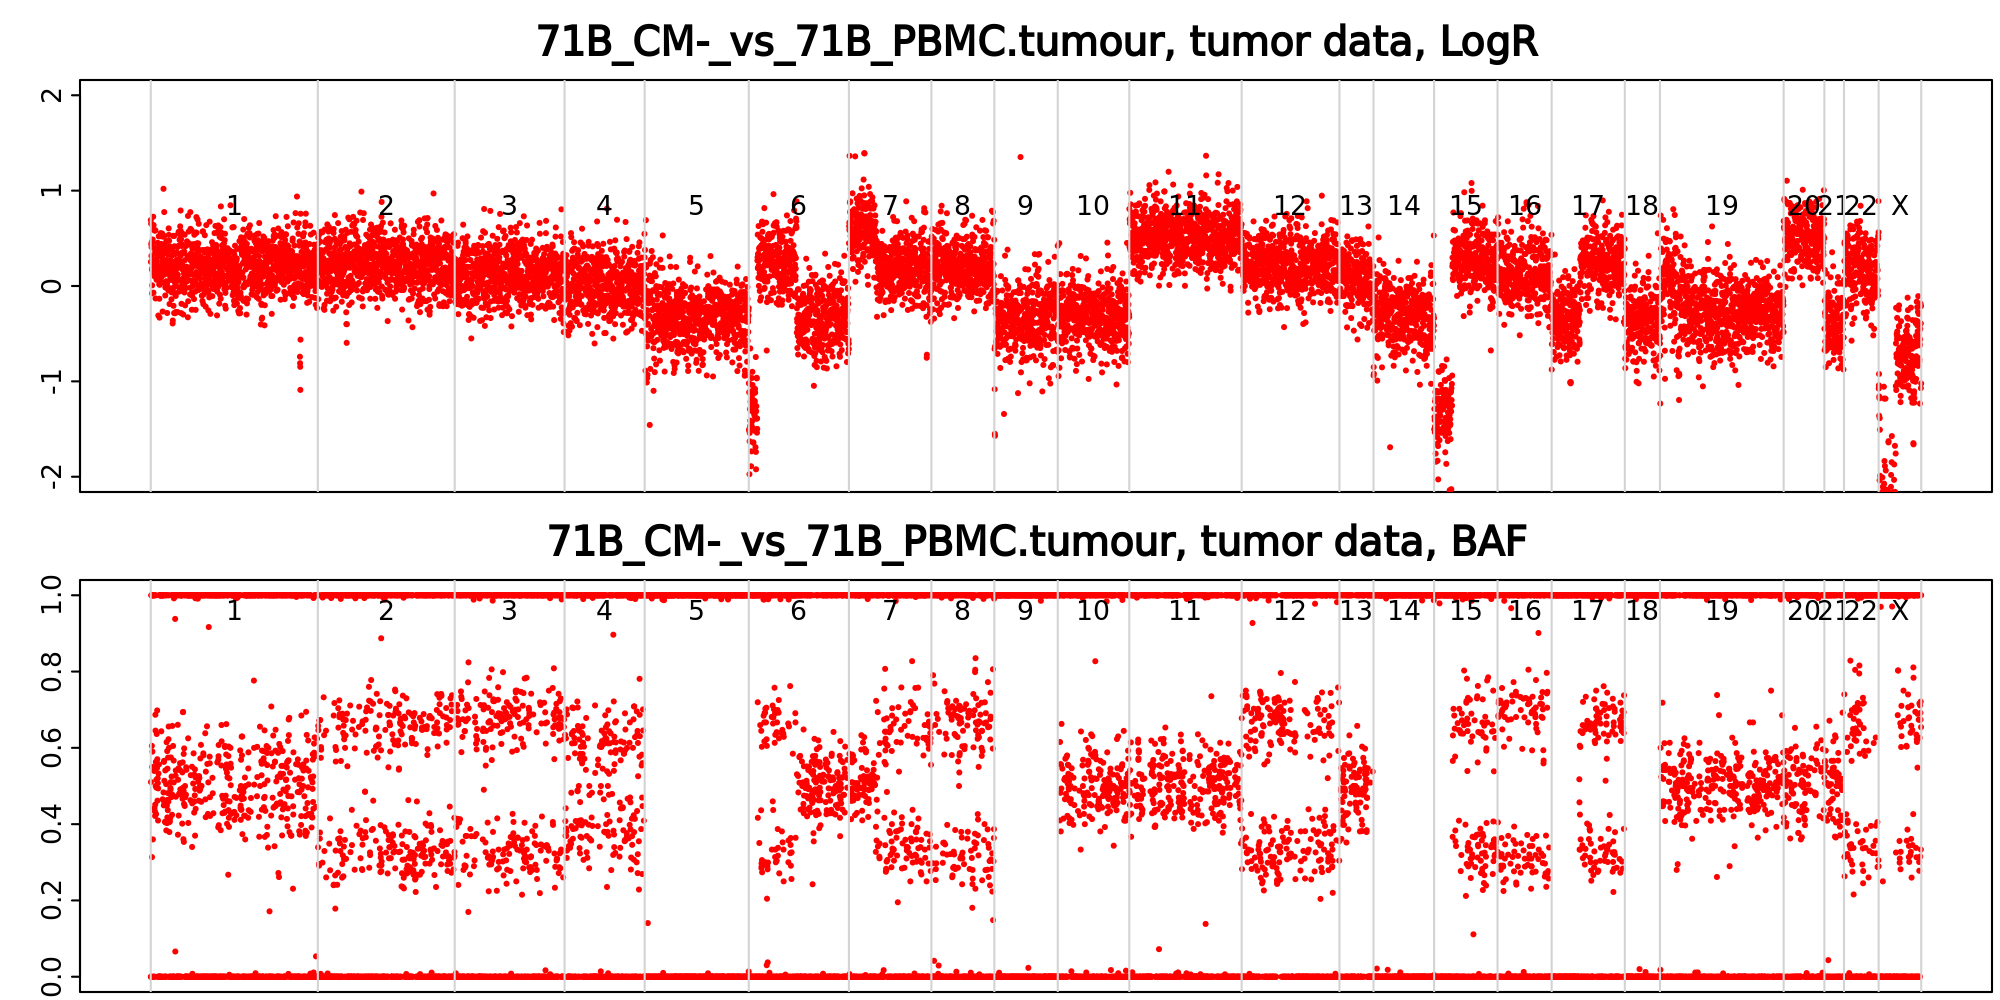 71B_CM-_vs_71B_PBMC.tumour, tumor data, LogR
2
1
0
-1
-2
1 2 3 4 5 6 7 8 9 10 11 12 13 14 15 16 17 18 19 20 21 22 X
71B_CM-_vs_71B_PBMC.tumour, tumor data, BAF
1.0
0.8
0.6
0.4
0.2
0.0
1 2 3 4 5 6 7 8 9 10 11 12 13 14 15 16 17 18 19 20 21 22 X